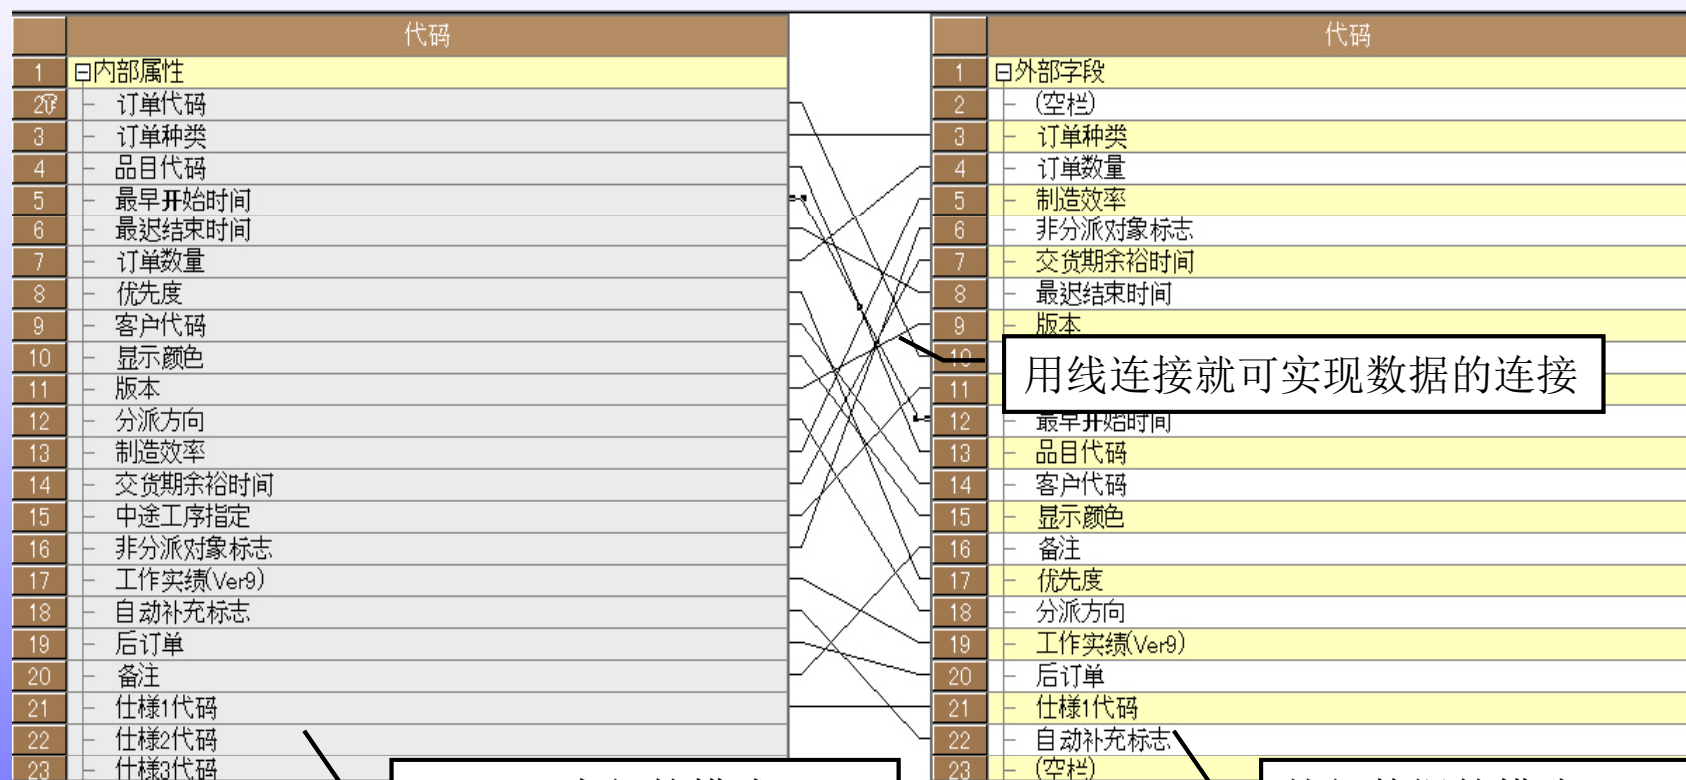 代码
1 内部属性
2 订单代码
3 订单种类
4 品目代码
5 最早开始时间
6 最迟结束时间
7 订单数量
8 优先度
9 客户代码
10 显示颜色
11 版本
12 分派方向
13 制造效率
14 交货期余裕时间
15 中途工序指定
16 非分派对象标志
17 工作实绩(Ver9)
18 自动补充标志
19 后订单
20 备注
21 仕様1代码
22 仕様2代码
23 仕様3代码
代码
1 外部字段
2 (空栏)
3 订单种类
4 订单数量
5 制造效率
6 非分派对象标志
7 交货期余裕时间
8 最迟结束时间
9 版本
10
11
12 最早开始时间
13 品目代码
14 客户代码
15 显示颜色
16 备注
17 优先度
18 分派方向
19 工作实绩(Ver9)
20 后订单
21 仕様1代码
22 自动补充标志
23 (空栏)
用线连接就可实现数据的连接